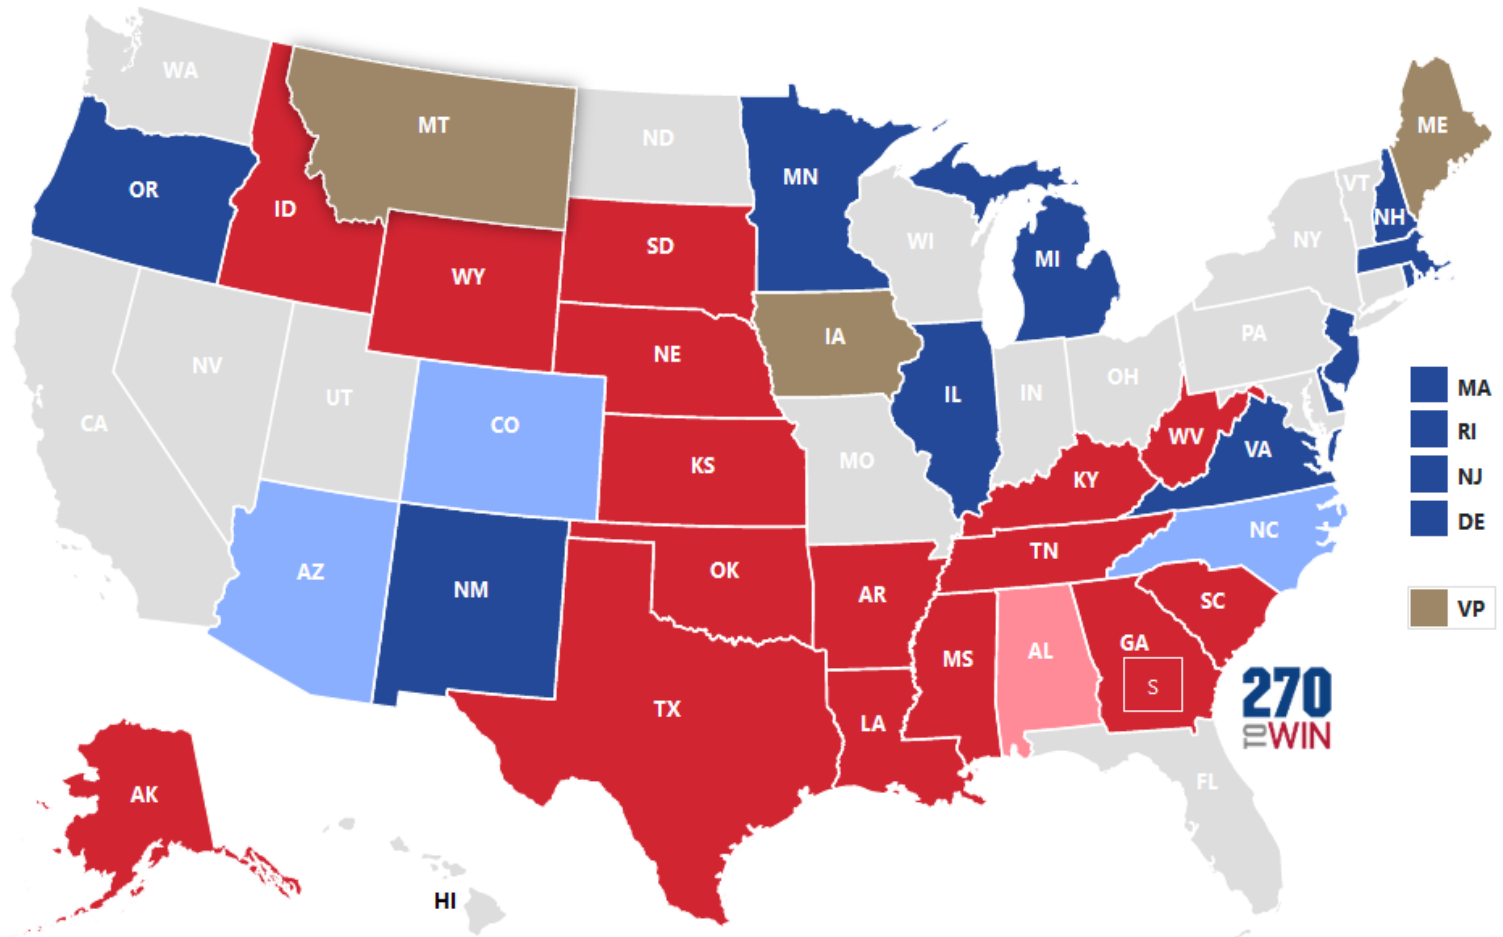 WA
MT
ND
MN
ME
OR
ID
SD
WI
MI
VT
NH
NY
WY
NE
IA
PA
NV
UT
CO
IL
IN
OH
MA
CA
KS
MO
WV
VA
RI
KY
NJ
AZ
NM
OK
TN
NC
DE
AR
SC
VP
TX
MS
AL
GA
S
LA
270
TO WIN
AK
FL
HI